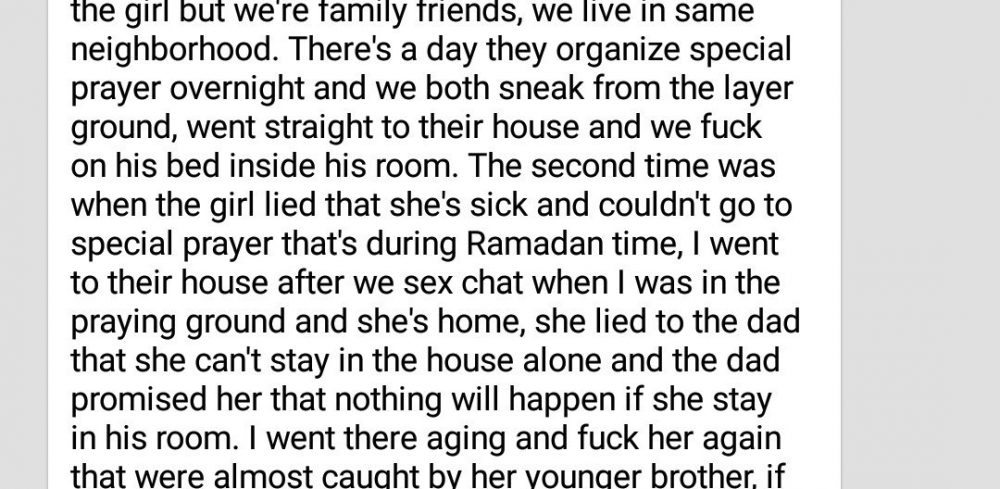 the girl but we're family friends, we live in same
neighborhood. There's a day they organize special
prayer overnight and we both sneak from the layer
ground, went straight to their house and we fuck
on his bed inside his room. The second time was
when the girl lied that she's sick and couldn't go to
special prayer that's during Ramadan time, I went
to their house after we sex chat when I was in the
praying ground and she's home, she lied to the dad
that she can't stay in the house alone and the dad
promised her that nothing will happen if she stay
in his room. I went there aging and fuck her again
that were almost caught by her younger brother, if